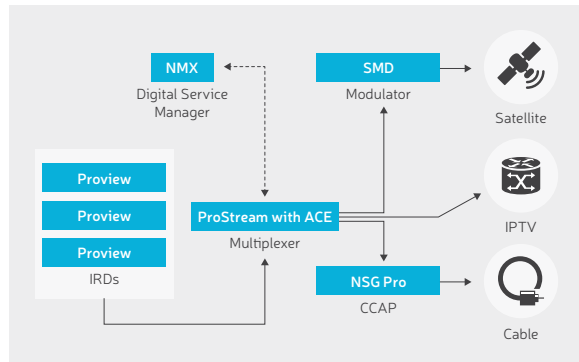 NMX
Digital Service
Manager
SMD
Modulator
Satellite
Proview
Proview
Proview
IRDs
ProStream with ACE
Multiplexer
IPTV
NSG Pro
CCAP
Cable